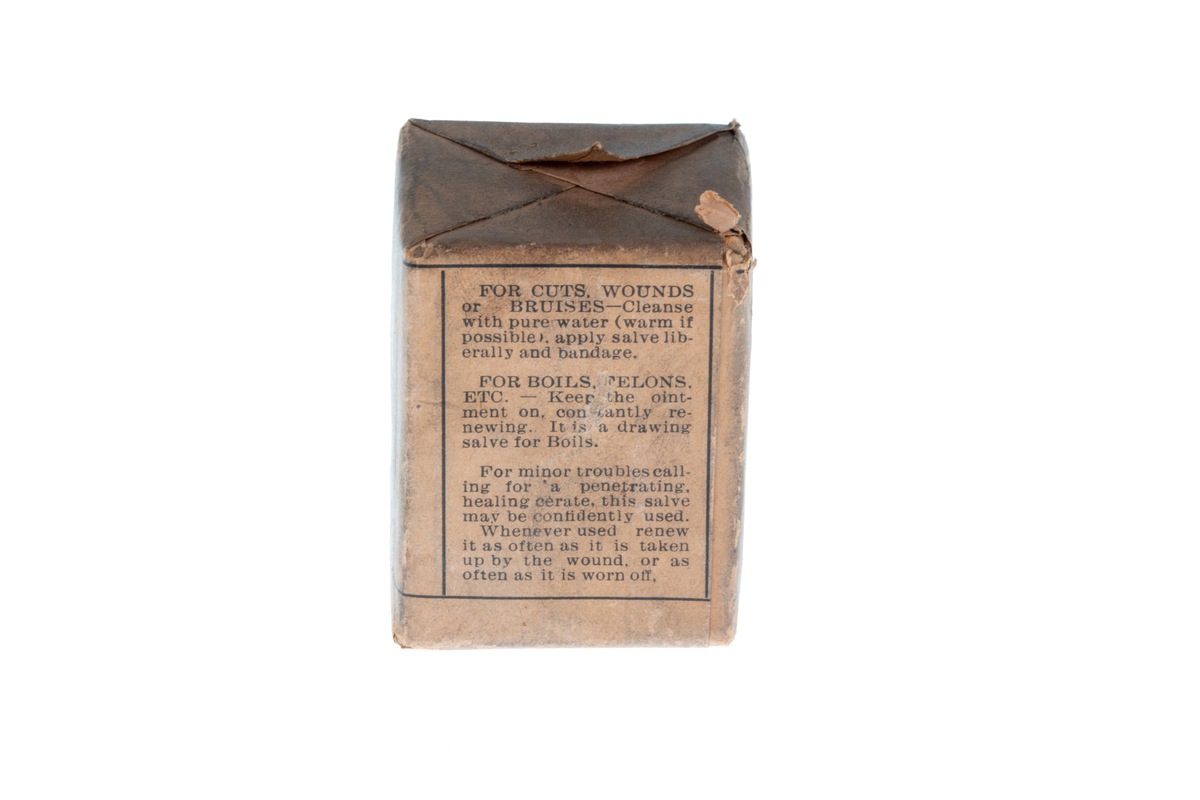 FOR CUTS, WOUNDS
or BRUISES—Cleanse
with pure water (warm if
possible), apply salve lib-
erally and bandage.
FOR BOILS, FELONS,
ETC. — Keep the oint-
ment on, constantly re-
newing. It is a drawing
salve for Boils.
For minor troubles call-
ing for a penetrating,
healing cerate, this salve
may be confidently used.
Whenever used renew
it as often as it is taken
up by the wound, or as
often as it is worn off.